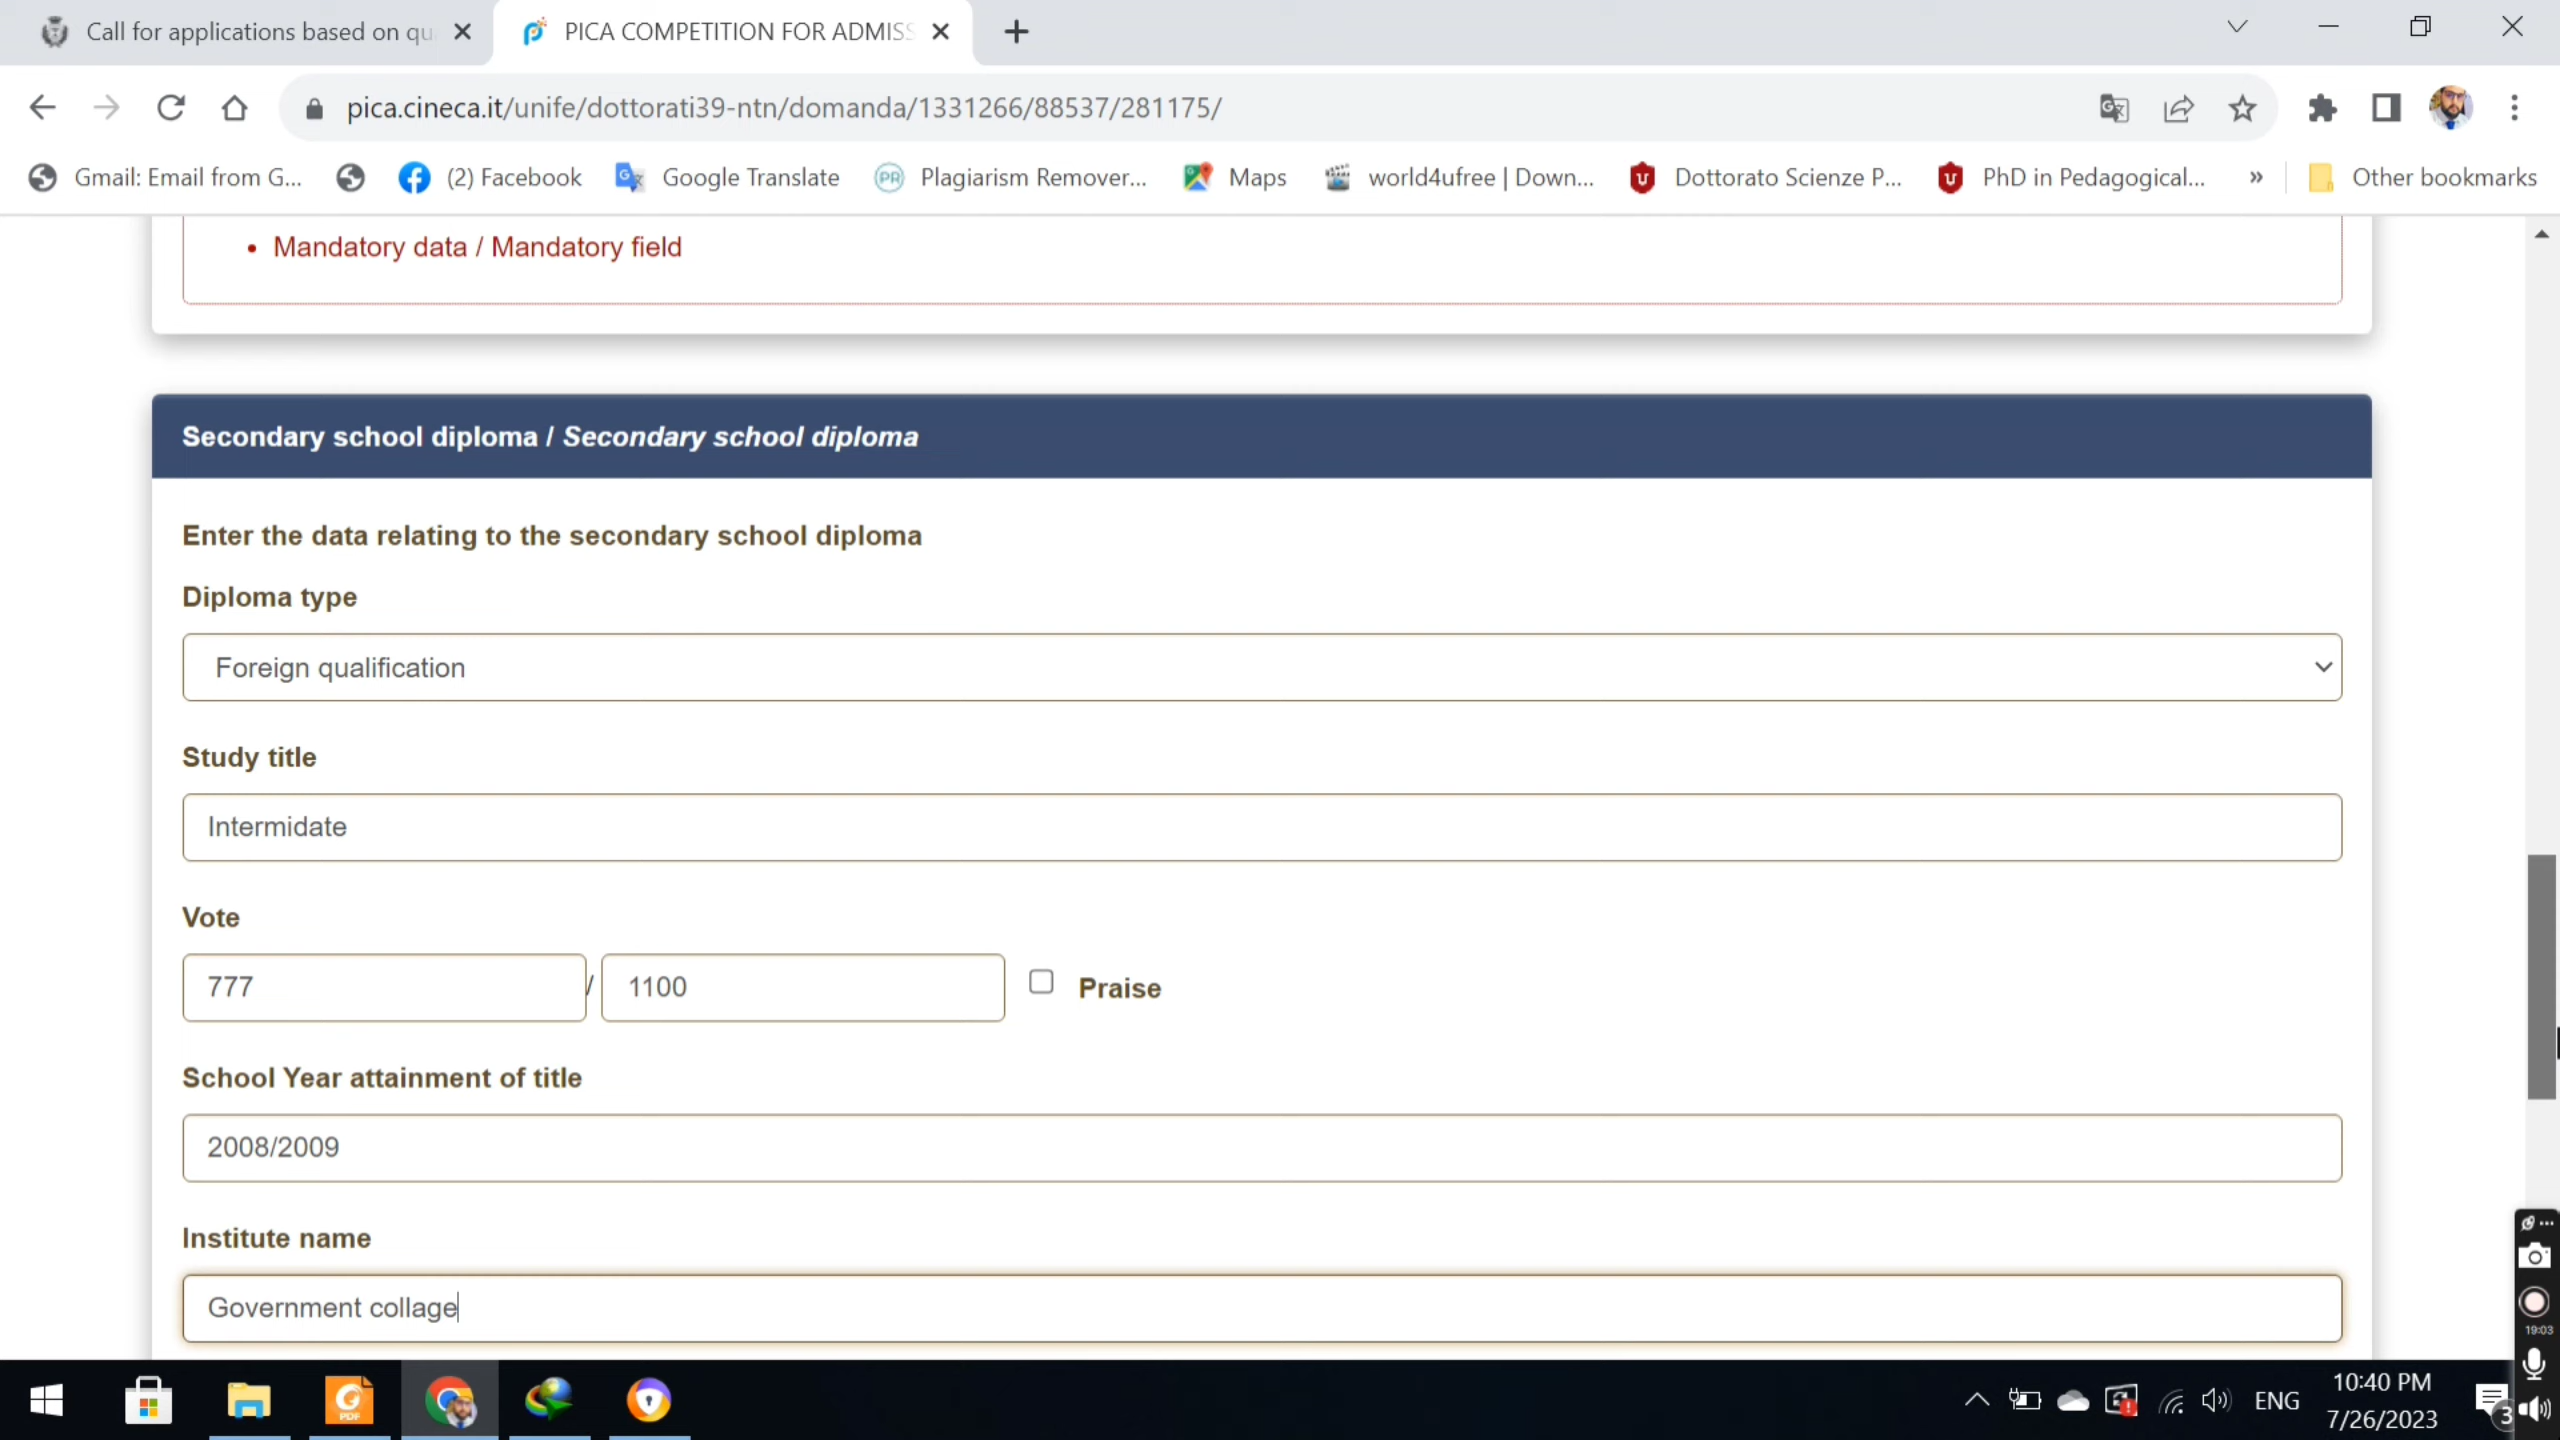 Call for applications based on qu
PICA COMPETITION FOR ADMISS
pica.cineca.it/unife/dottorati39-ntn/domanda/1331266/88537/281175/
Gmail: Email from G...
(2) Facebook
Google Translate
Plagiarism Remover...
Maps
world4ufree | Down...
Dottorato Scienze P...
PhD in Pedagogical...
»
Other bookmarks
• Mandatory data / Mandatory field
Secondary school diploma / Secondary school diploma
Enter the data relating to the secondary school diploma
Diploma type
Foreign qualification
Study title
Intermidate
Vote
777 / 1100 Praise
School Year attainment of title
2008/2009
Institute name
Government collage
19:03
ENG
10:40 PM
7/26/2023
3